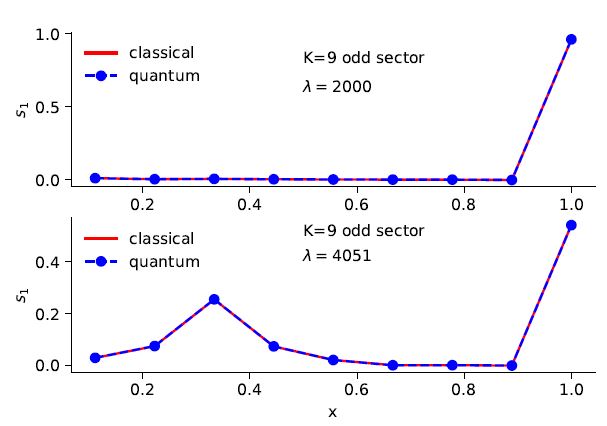 1.0
0.5
0.0
s1
classical
quantum
K=9 odd sector
λ = 2000
0.2 0.4 0.6 0.8 1.0
0.4
0.2
0.0
s1
classical
quantum
K=9 odd sector
λ = 4051
0.2 0.4 0.6 0.8 1.0
x